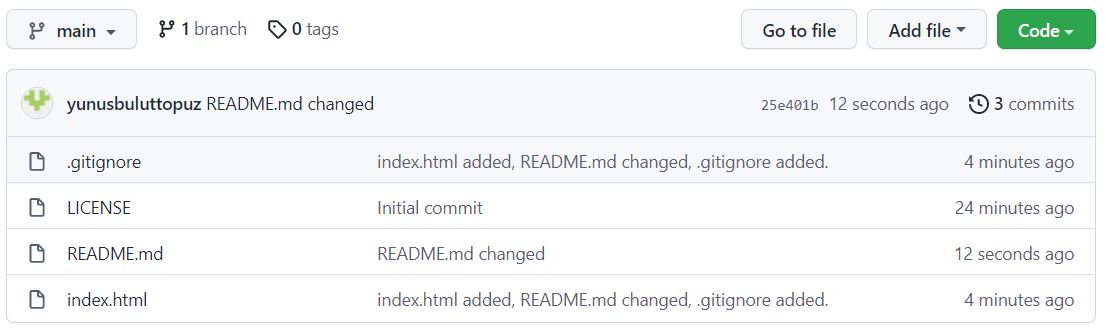 main 1 branch 0 tags Go to file Add file Code
yunusbuluttopuz README.md changed 25e401b 12 seconds ago 3 commits
.gitignore index.html added, README.md changed, .gitignore added. 4 minutes ago
LICENSE Initial commit 24 minutes ago
README.md README.md changed 12 seconds ago
index.html index.html added, README.md changed, .gitignore added. 4 minutes ago